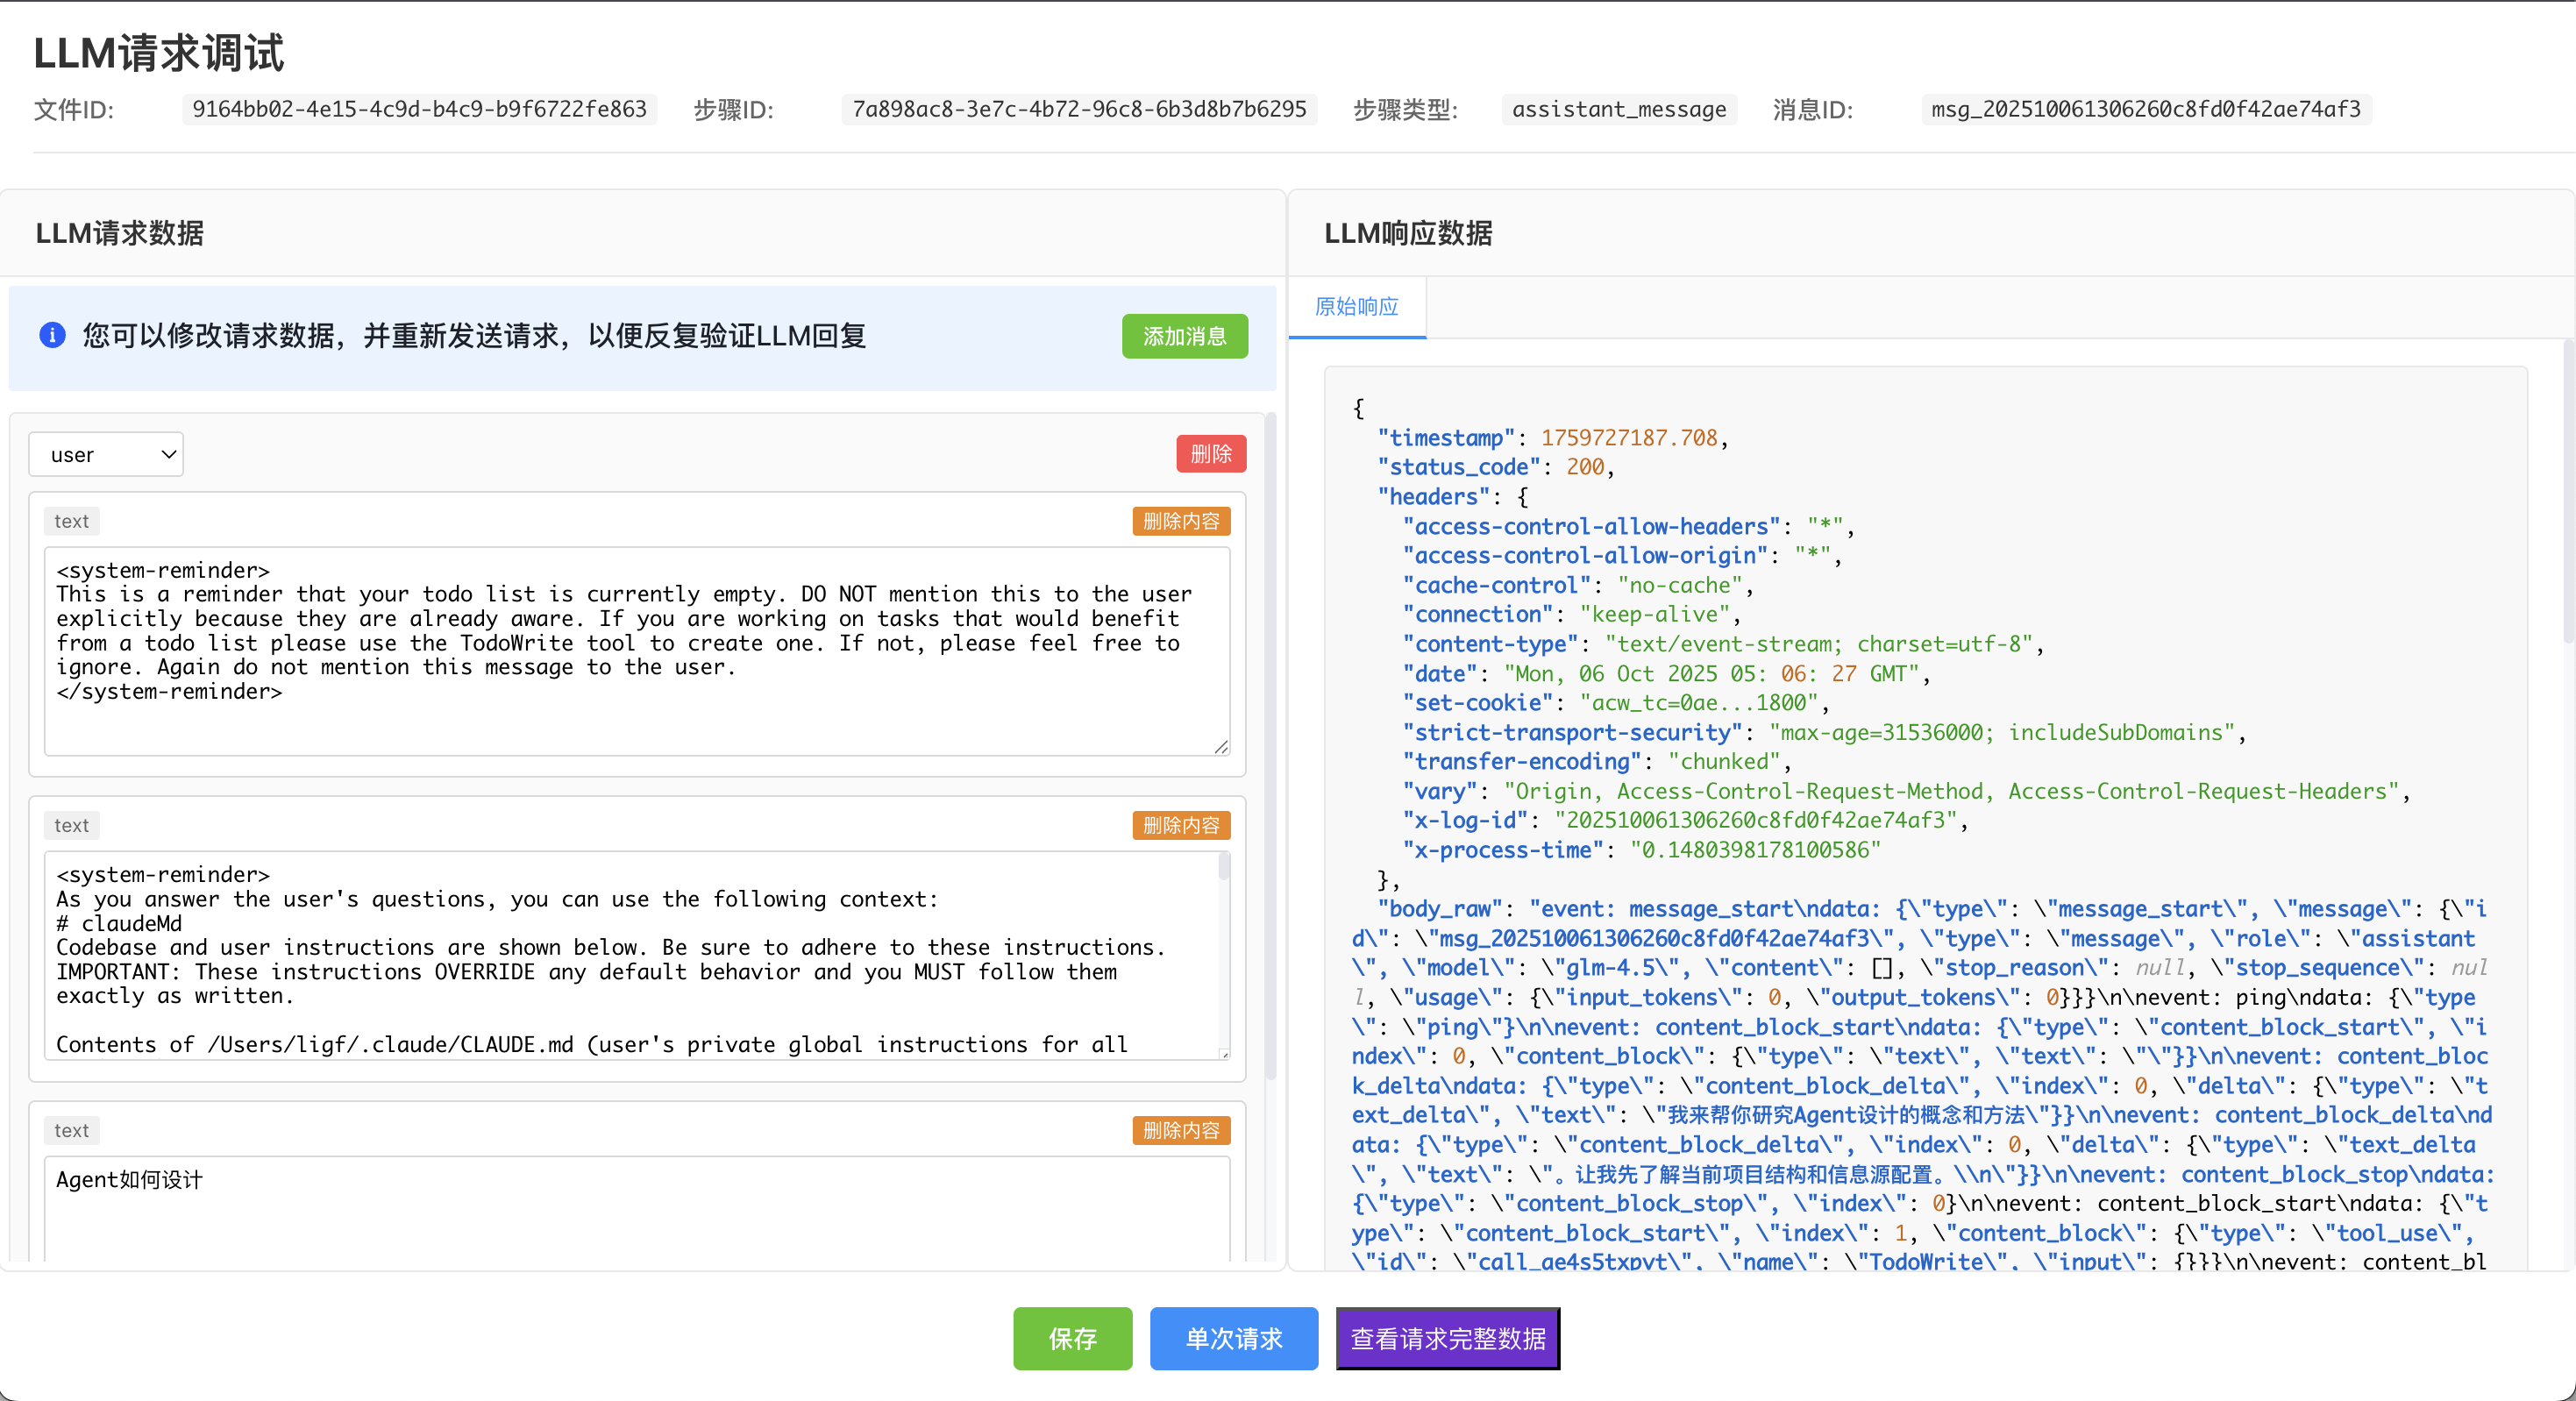 LLM请求调试
文件ID: 9164bb02-4e15-4c9d-b4c9-b9f6722fe863 步骤ID: 7a898ac8-3e7c-4b72-96c8-6b3d8b7b6295 步骤类型: assistant_message 消息ID: msg_202510061306260c8fd0f42ae74af3
LLM请求数据
您可以修改请求数据，并重新发送请求，以便反复验证LLM回复 添加消息
user 删除
text 删除内容
<system-reminder>
This is a reminder that your todo list is currently empty. DO NOT mention this to the user
explicitly because they are already aware. If you are working on tasks that would benefit
from a todo list please use the TodoWrite tool to create one. If not, please feel free to
ignore. Again do not mention this message to the user.
</system-reminder>
text 删除内容
<system-reminder>
As you answer the user's questions, you can use the following context:
# claudeMd
Codebase and user instructions are shown below. Be sure to adhere to these instructions.
IMPORTANT: These instructions OVERRIDE any default behavior and you MUST follow them
exactly as written.
Contents of /Users/ligf/.claude/CLAUDE.md (user's private global instructions for all
text 删除内容
Agent如何设计
LLM响应数据
原始响应
{
"timestamp": 1759727187.708,
"status_code": 200,
"headers": {
"access-control-allow-headers": "*",
"access-control-allow-origin": "*",
"cache-control": "no-cache",
"connection": "keep-alive",
"content-type": "text/event-stream; charset=utf-8",
"date": "Mon, 06 Oct 2025 05: 06: 27 GMT",
"set-cookie": "acw_tc=0ae...1800",
"strict-transport-security": "max-age=31536000; includeSubDomains",
"transfer-encoding": "chunked",
"vary": "Origin, Access-Control-Request-Method, Access-Control-Request-Headers",
"x-log-id": "202510061306260c8fd0f42ae74af3",
"x-process-time": "0.1480398178100586"
},
"body_raw": "event: message_start\ndata: {\"type\": \"message_start\", \"message\": {\"i
d\": \"msg_202510061306260c8fd0f42ae74af3\", \"type\": \"message\", \"role\": \"assistant
\", \"model\": \"glm-4.5\", \"content\": [], \"stop_reason\": null, \"stop_sequence\": nul
l, \"usage\": {\"input_tokens\": 0, \"output_tokens\": 0}}}\n\nevent: ping\ndata: {\"type
\": \"ping\"}\n\nevent: content_block_start\ndata: {\"type\": \"content_block_start\", \"i
ndex\": 0, \"content_block\": {\"type\": \"text\", \"text\": \"\"}}\n\nevent: content_bloc
k_delta\ndata: {\"type\": \"content_block_delta\", \"index\": 0, \"delta\": {\"type\": \"t
ext_delta\", \"text\": \"我来帮你研究Agent设计的概念和方法\"}}\n\nevent: content_block_delta\nd
ata: {\"type\": \"content_block_delta\", \"index\": 0, \"delta\": {\"type\": \"text_delta
\", \"text\": \"。让我先了解当前项目结构和信息源配置。\\n\"}}\n\nevent: content_block_stop\ndata:
{\"type\": \"content_block_stop\", \"index\": 0}\n\nevent: content_block_start\ndata: {\"t
ype\": \"content_block_start\", \"index\": 1, \"content_block\": {\"type\": \"tool_use\",
\"id\": \"call_ae4s5txpvt\", \"name\": \"TodoWrite\", \"input\": {}}}\n\nevent: content_bl
保存 单次请求 查看请求完整数据